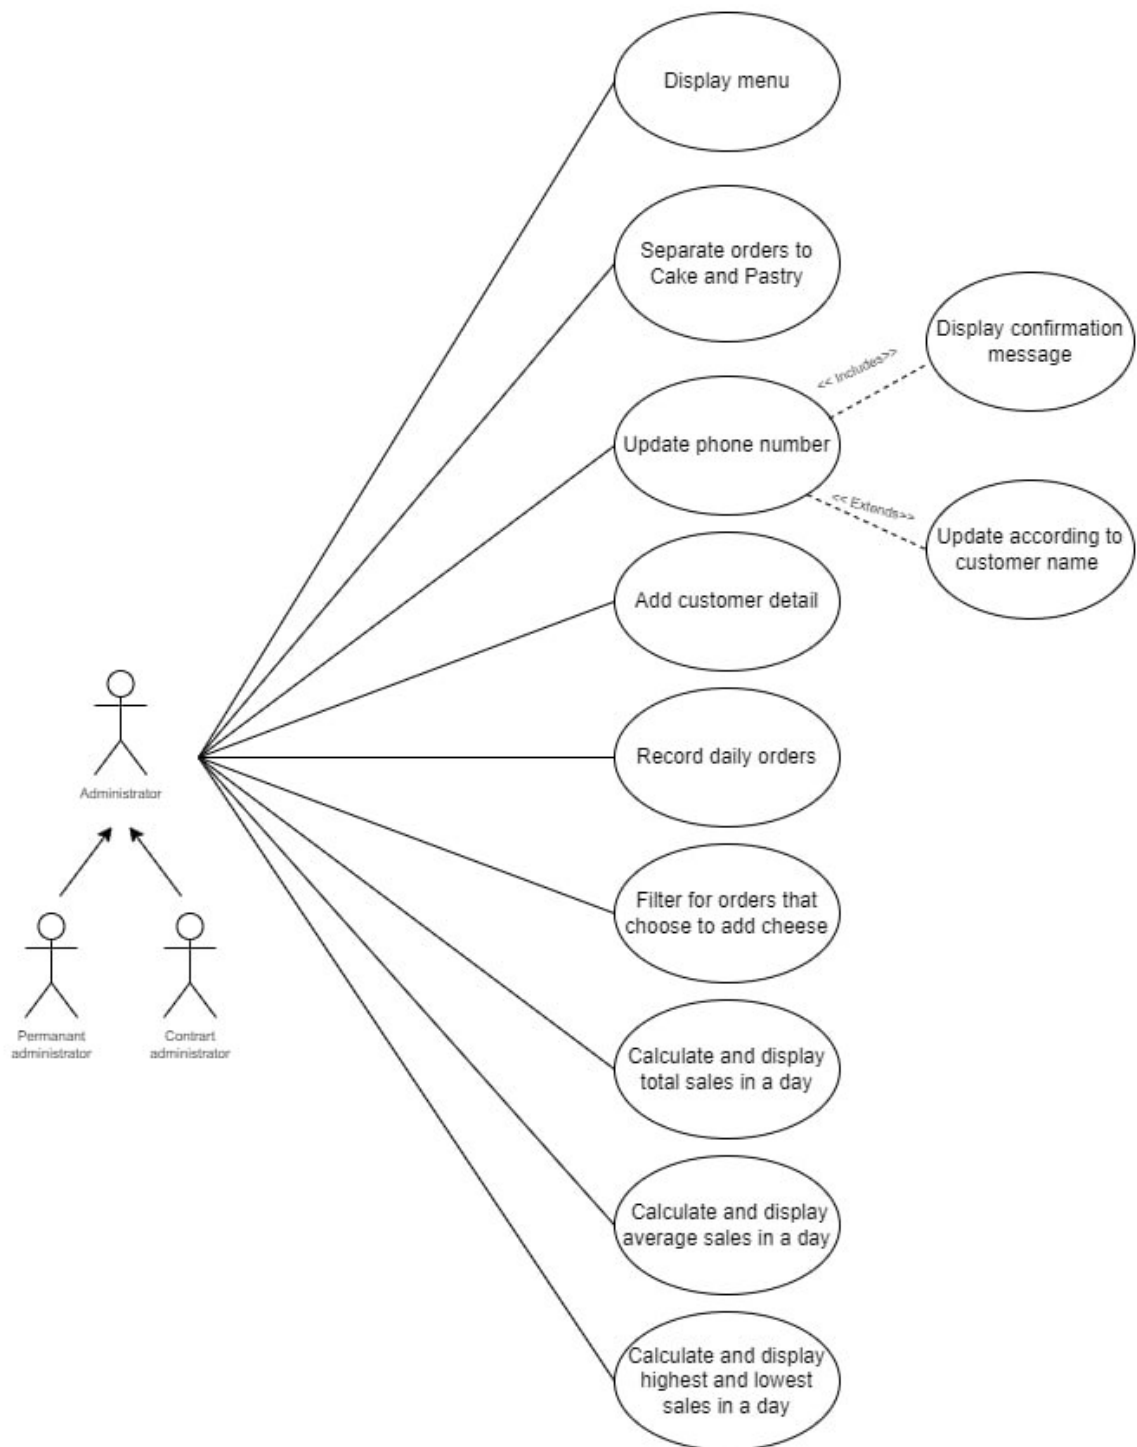 Display menu
Separate orders to
Cake and Pastry
Display confirmation
message
<< Includes>>
Update phone number
<< Extends>>
Update according to
customer name
Add customer detail
Administrator
Record daily orders
Filter for orders that
choose to add cheese
Permanant
administrator
Contrart
administrator
Calculate and display
total sales in a day
Calculate and display
average sales in a day
Calculate and display
highest and lowest
sales in a day